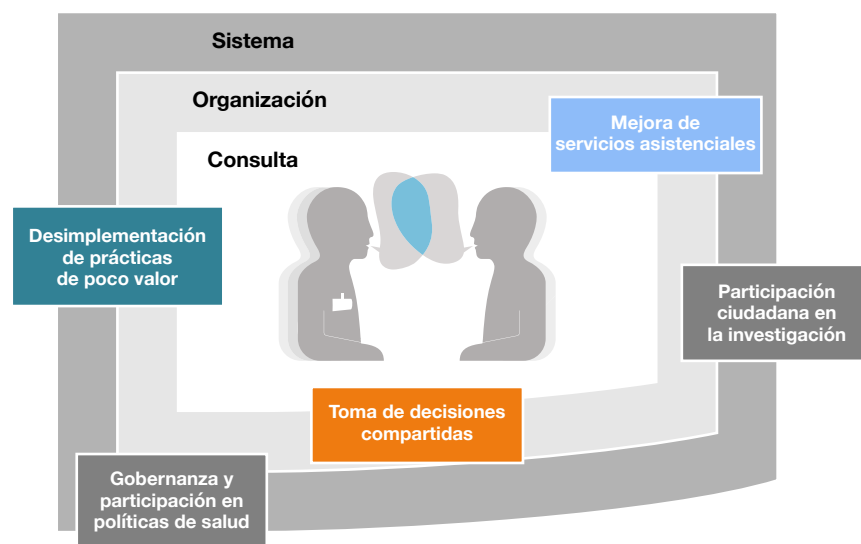 Sistema
Organización
Mejora de
servicios asistenciales
Consulta
Desimplementación
de prácticas
de poco valor
Participación
ciudadana en
la investigación
Toma de decisiones
compartidas
Gobernanza y
participación en
políticas de salud